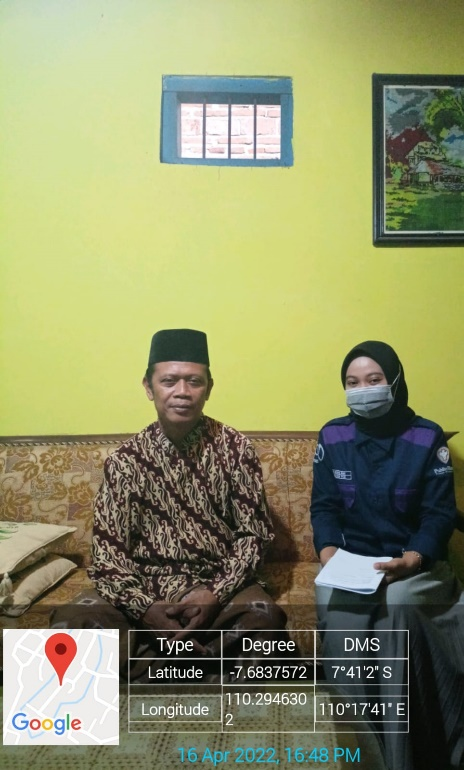 Type Degree DMS
Latitude -7.6837572 7°41'2" S
Longitude 110.294630
2 110°17'41" E
Google
16 Apr 2022, 16:48 PM